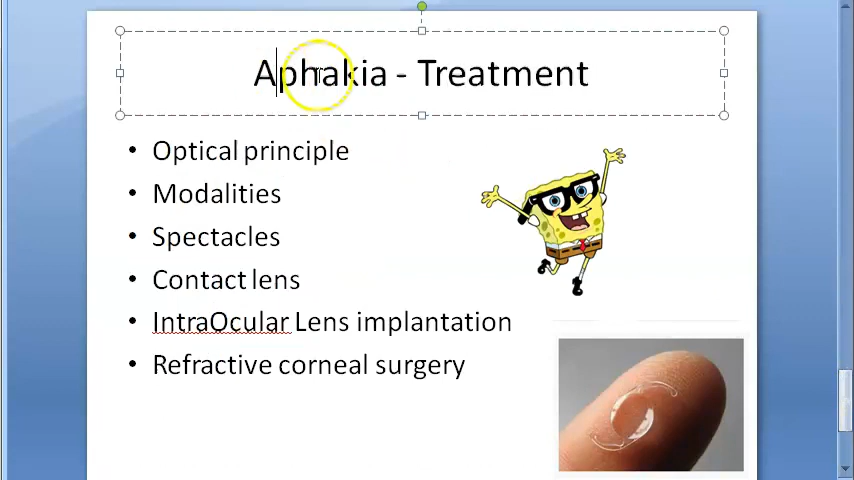 Aphakia - Treatment
• Optical principle
• Modalities
• Spectacles
• Contact lens
• IntraOcular Lens implantation
• Refractive corneal surgery